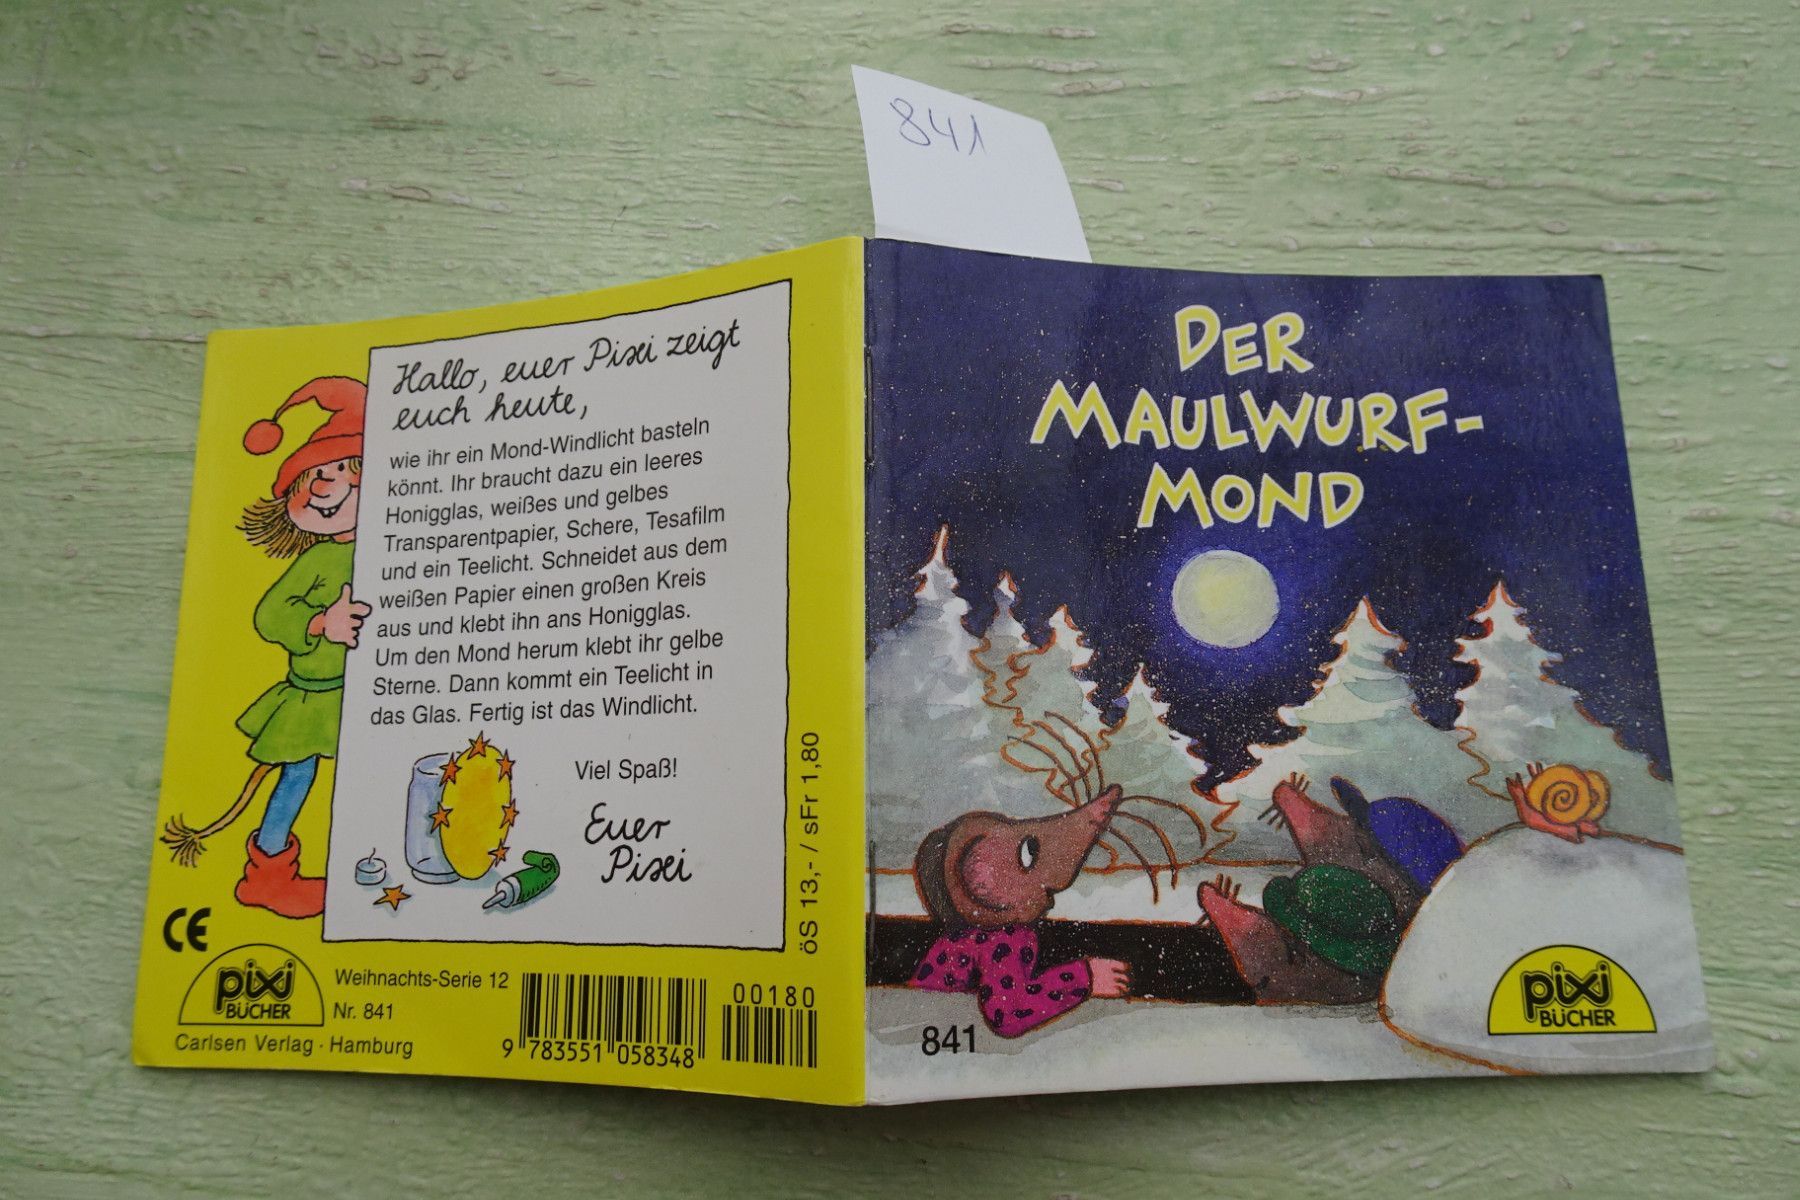 841
Hallo, euer Pixi zeigt
euch heute,
wie ihr ein Mond-Windlicht basteln
könnt. Ihr braucht dazu ein leeres
Honigglas, weißes und gelbes
Transparentpapier, Schere, Tesafilm
und ein Teelicht. Schneidet aus dem
weißen Papier einen großen Kreis
aus und klebt ihn ans Honigglas.
Um den Mond herum klebt ihr gelbe
Sterne. Dann kommt ein Teelicht in
das Glas. Fertig ist das Windlicht.
Viel Spaß!
Euer
Pixi
öS 13,- / sFr 1,80
CE
pixi
BÜCHER
Weihnachts-Serie 12
Nr. 841
Carlsen Verlag · Hamburg
9 783551 058348
00180
DER
MAULWURF-
MOND
841
pixi
BÜCHER